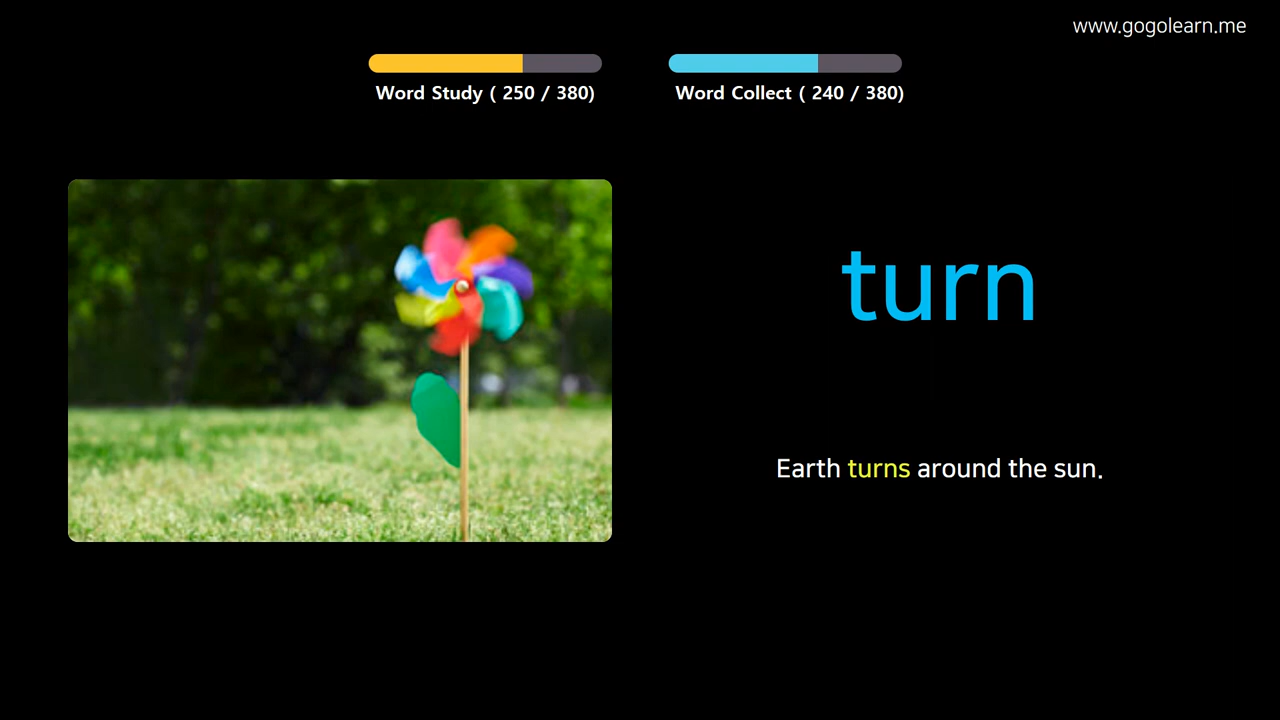 www.gogolearn.me
Word Study ( 250 / 380)
Word Collect ( 240 / 380)
turn
Earth turns around the sun.